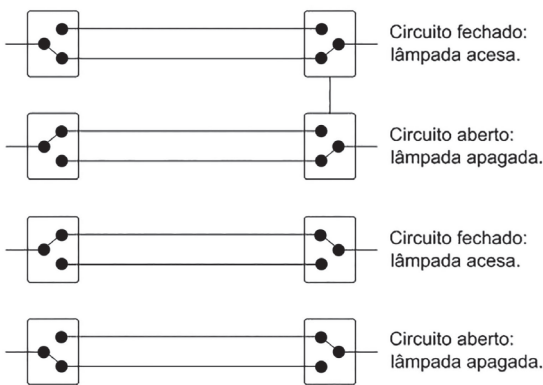 Circuito fechado:
lâmpada acesa.
Circuito aberto:
lâmpada apagada.
Circuito fechado:
lâmpada acesa.
Circuito aberto:
lâmpada apagada.